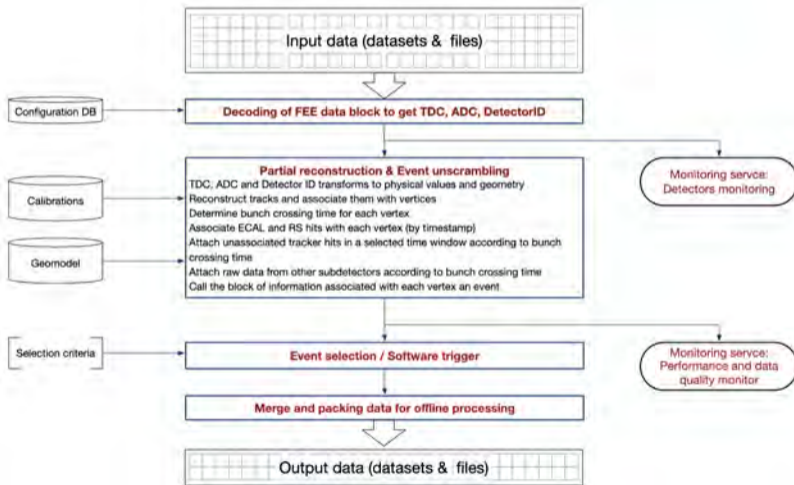 Input data (datasets & files)
Configuration DB
Decoding of FEE data block to get TDC, ADC, DetectorID
Partial reconstruction & Event unscrambling
TDC, ADC and Detector ID transforms to physical values and geometry
Reconstruct tracks and associate them with vertices
Determine bunch crossing time for each vertex
Associate ECAL and RS hits with each vertex (by timestamp)
Attach unassociated tracker hits in a selected time window according to bunch
crossing time
Attach raw data from other subdetectors according to bunch crossing time
Call the block of information associated with each vertex an event
Monitoring servce:
Detectors monitoring
Calibrations
Geomodel
Selection criteria
Event selection / Software trigger
Monitoring servce:
Performance and data
quality monitor
Merge and packing data for offline processing
Output data (datasets & files)